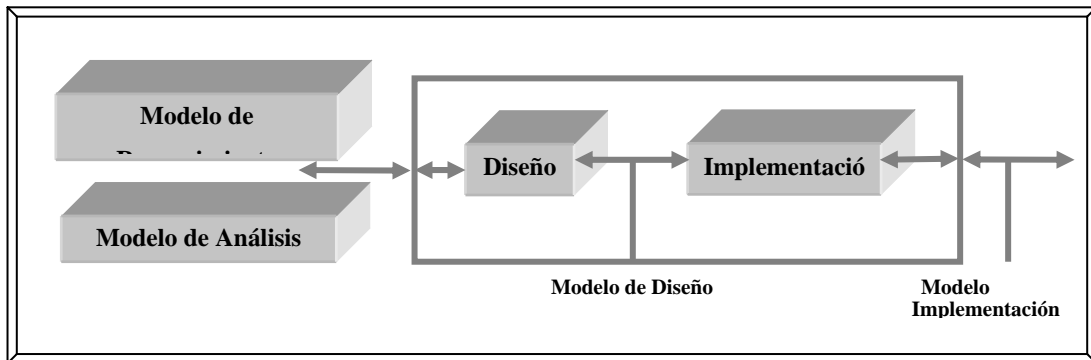 Modelo de
Modelo de Análisis
Diseño
Implementació
Modelo de Diseño
Modelo
Implementación